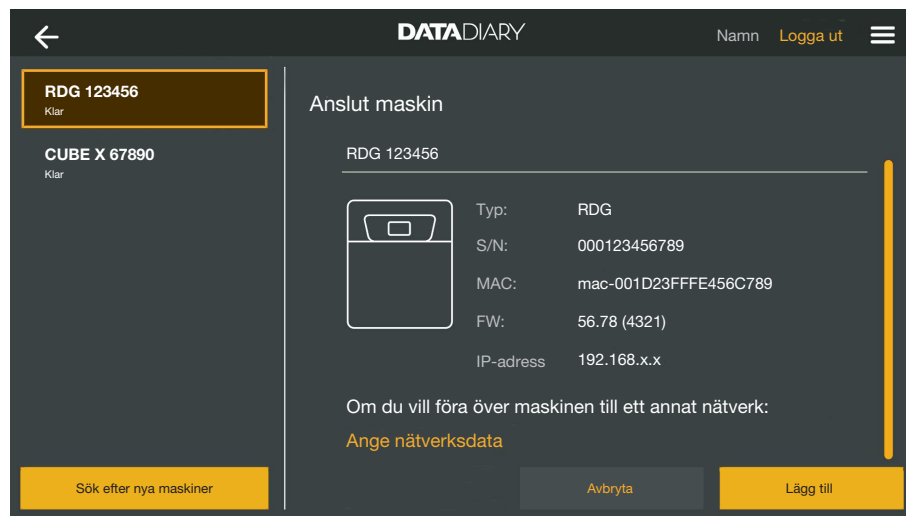 DATADIARY
Namn Logga ut
RDG 123456
Klar
CUBE X 67890
Klar
Sök efter nya maskiner
Anslut maskin
RDG 123456
Typ: RDG
S/N: 000123456789
MAC: mac-001D23FFFE456C789
FW: 56.78 (4321)
IP-adress 192.168.x.x
Om du vill föra över maskinen till ett annat nätverk:
Ange nätverksdata
Avbryta
Lägg till